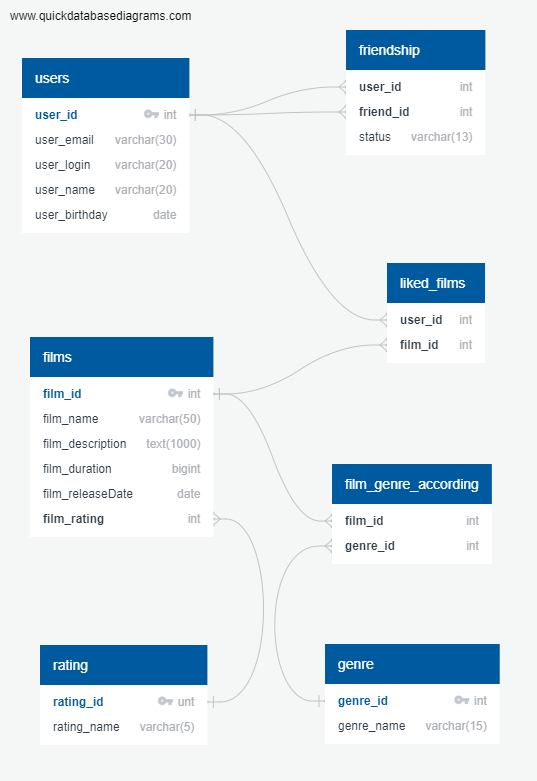 www.quickdatabasediagrams.com
users
user_id int
user_email varchar(30)
user_login varchar(20)
user_name varchar(20)
user_birthday date
friendship
user_id int
friend_id int
status varchar(13)
liked_films
user_id int
film_id int
films
film_id int
film_name varchar(50)
film_description text(1000)
film_duration bigint
film_releaseDate date
film_rating int
film_genre_according
film_id int
genre_id int
rating
rating_id unt
rating_name varchar(5)
genre
genre_id int
genre_name varchar(15)